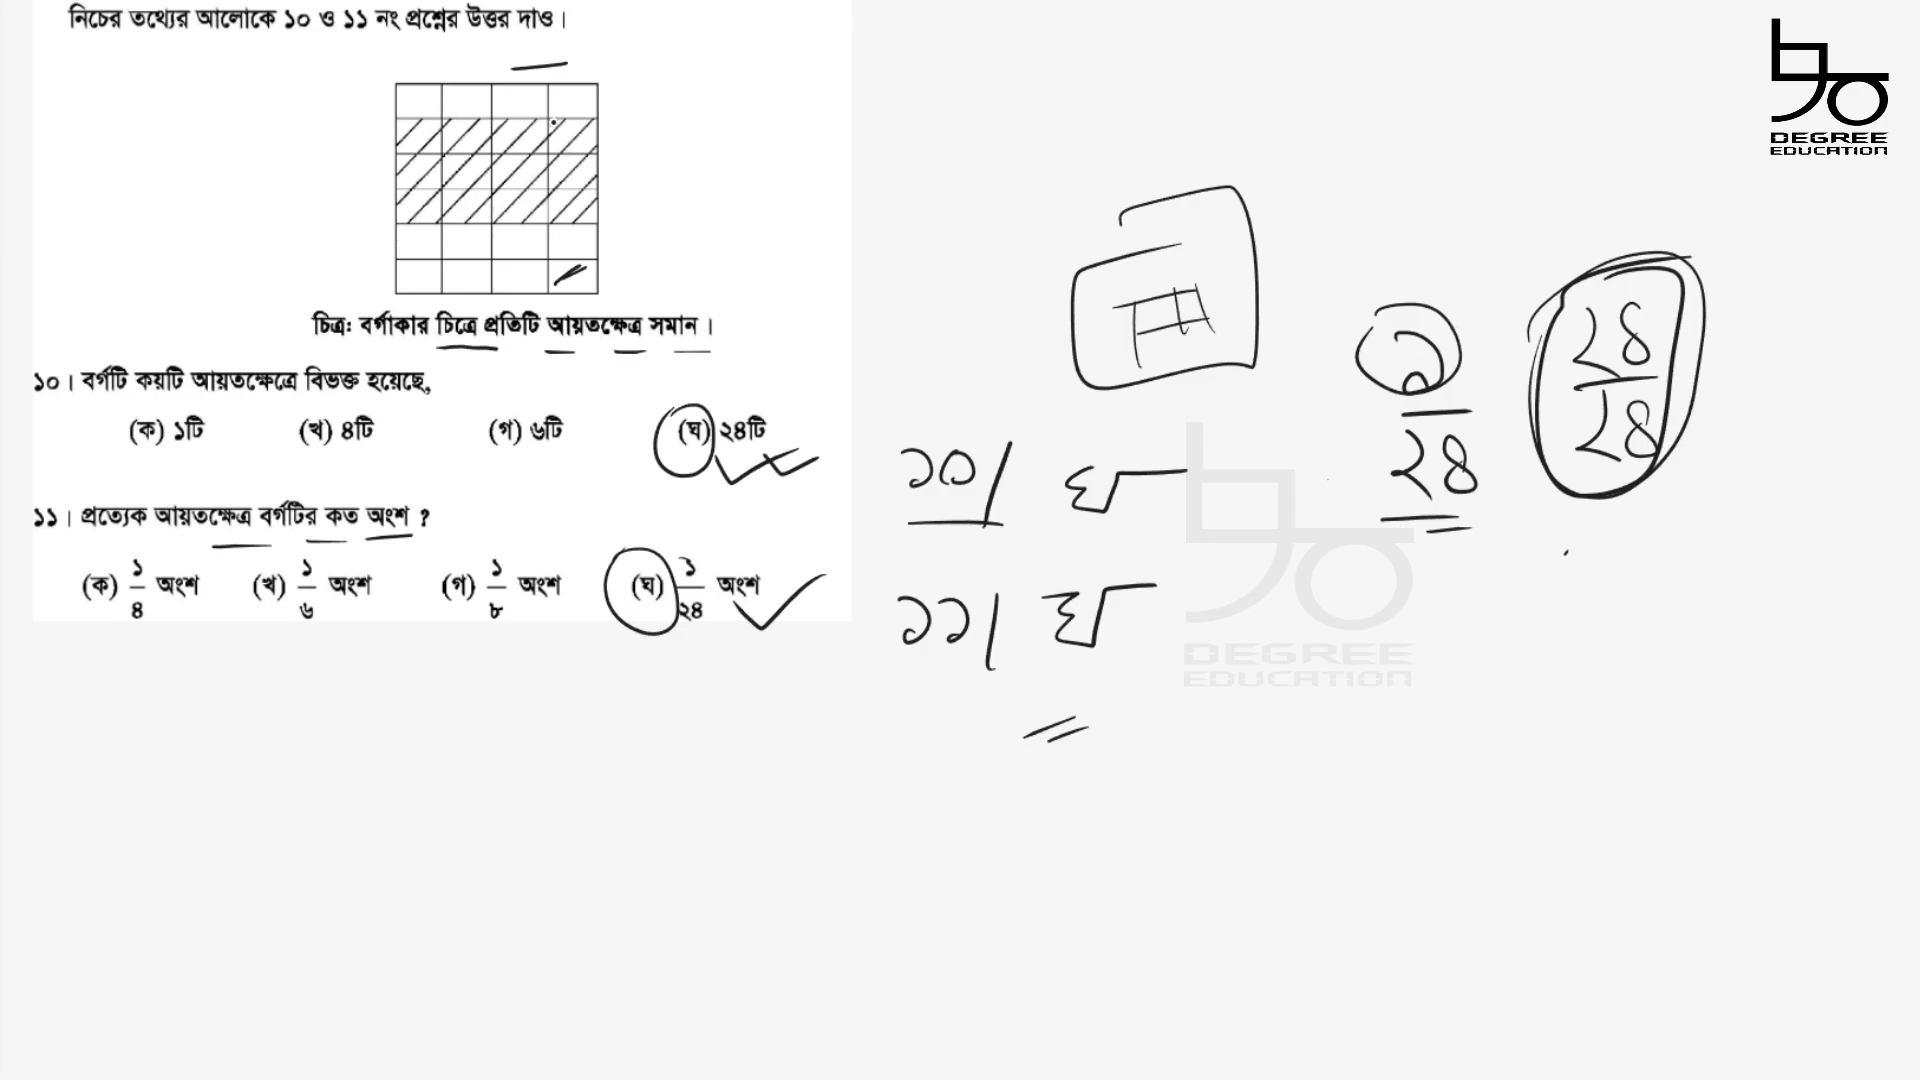 নিচের তথ্যের আলোকে ১০ ও ১১ নং প্রশ্নের উত্তর দাও।
চিত্র: বর্গাকার চিত্রে প্রতিটি আয়তক্ষেত্র সমান।
১০। বর্গটি কয়টি আয়তক্ষেত্রে বিভক্ত হয়েছে,
(ক) ১টি (খ) ৪টি (গ) ৬টি (ঘ) ২৪টি
১১। প্রত্যেক আয়তক্ষেত্র বর্গটির কত অংশ ?
(ক) ১/৪ অংশ (খ) ১/৬ অংশ (গ) ১/৮ অংশ (ঘ) ১/২৪ অংশ
১০। ঘ
১১। ঘ
১/২৪
২৪/২৪
DEGREE
EDUCATION
DEGREE
EDUCATION